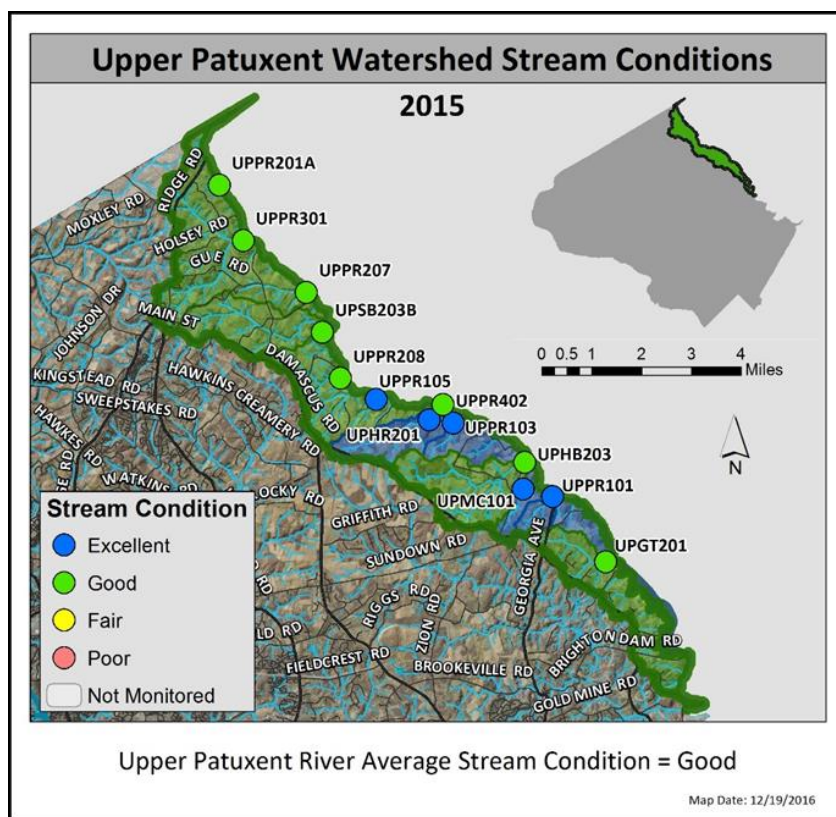 Upper Patuxent Watershed Stream Conditions
2015
UPPR201A
RIDGE RD
MOXLEY RD
UPPR301
HOLSEY RD
GUE RD
UPPR207
MAIN ST
JOHNSON DR
UPSB203B
0 0.5 1 2 3 4
Miles
DAMASCUS RD
UPPR208
KINGSTEAD RD
HAWKINS CREAMERY RD
UPPR105
SWEEPSTAKES RD
UPPR402
HAWKES RD
UPHR201
UPPR103
N
UPHB203
WATKINS RD
UPMC101
UPPR101
GRIFFITH RD
SUNDOWN RD
GEORGIA AVE
UPGT201
RIGGS RD
ZION RD
BRIGHTON DAM RD
FIELDCREST RD
BROOKEVILLE RD
GOLD MINE RD
Stream Condition
Excellent
Good
Fair
Poor
Not Monitored
Upper Patuxent River Average Stream Condition = Good
Map Date: 12/19/2016